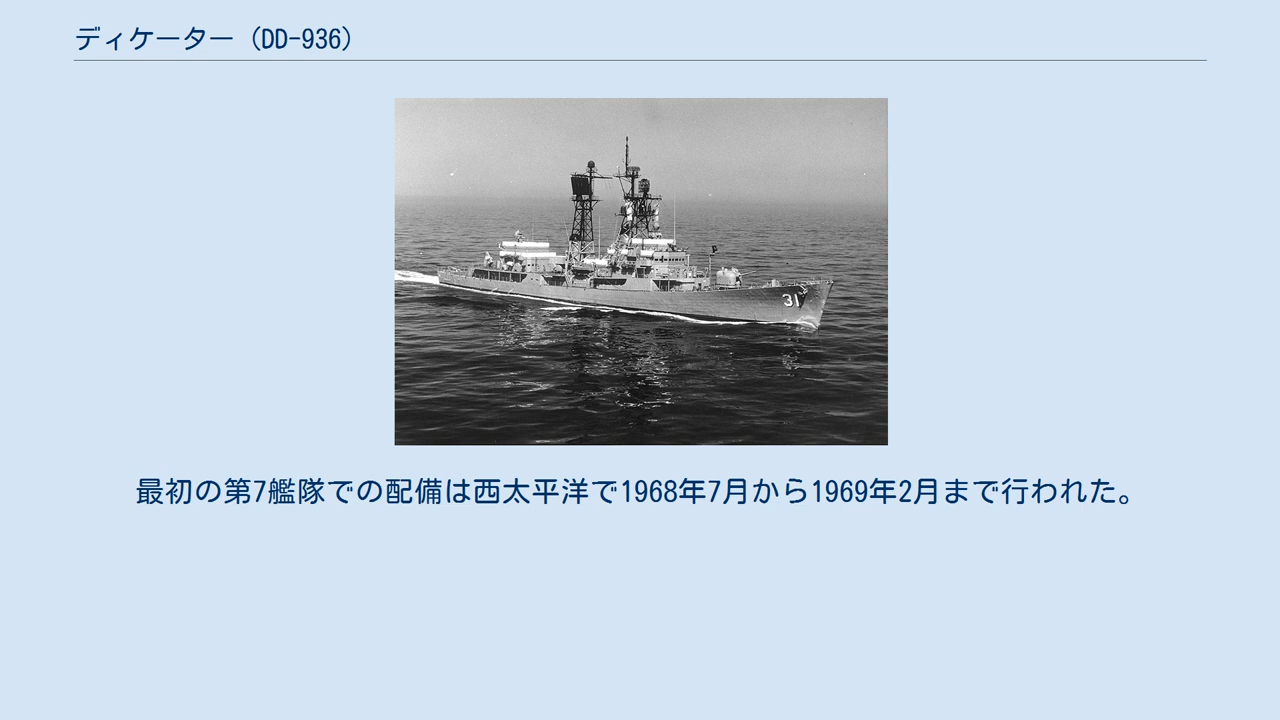 ディケーター（DD-936）
31
最初の第7艦隊での配備は西太平洋で1968年7月から1969年2月まで行われた。